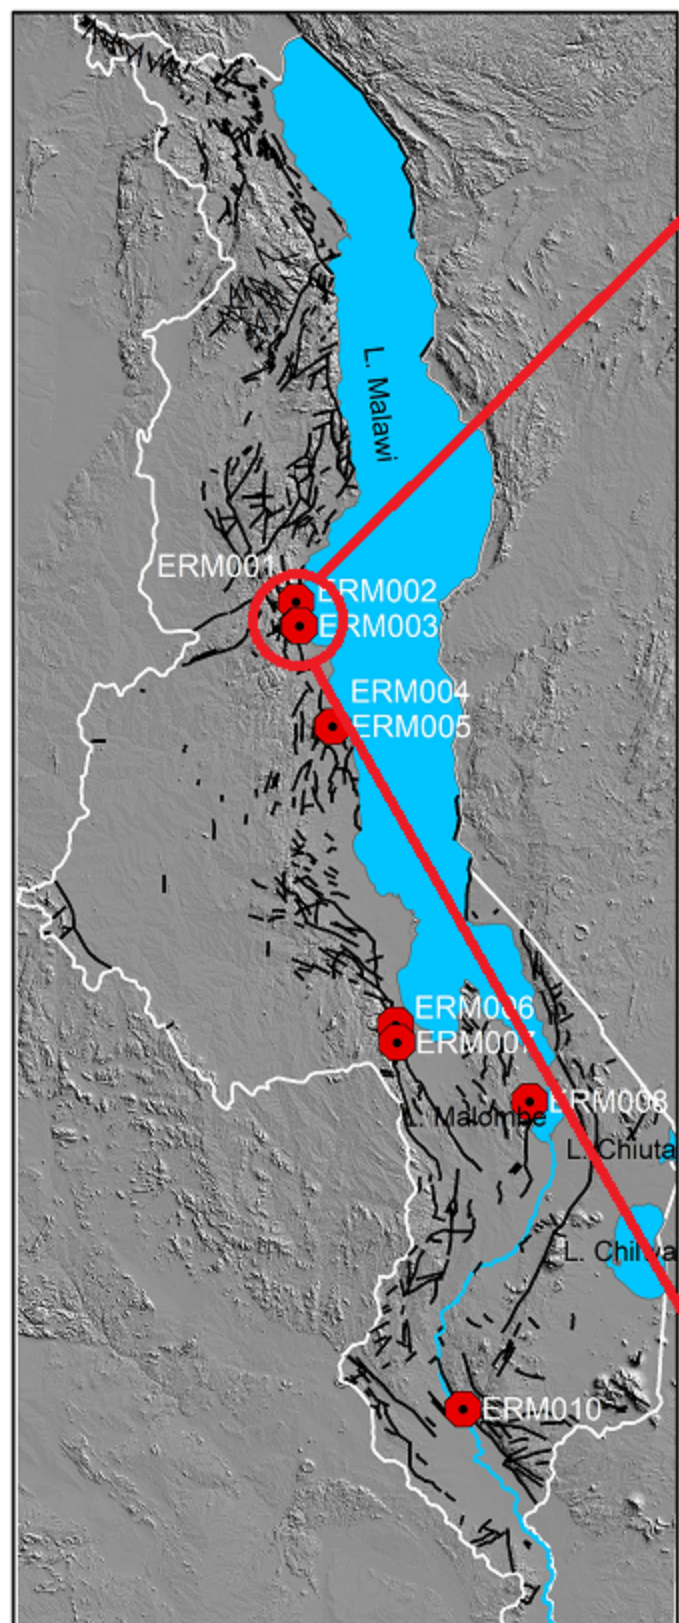 L. Malawi
ERM001
ERM002
ERM003
ERM004
ERM005
ERM006
ERM007
ERM008
L. Malombe
L. Chiuta
L. Chilwa
ERM010